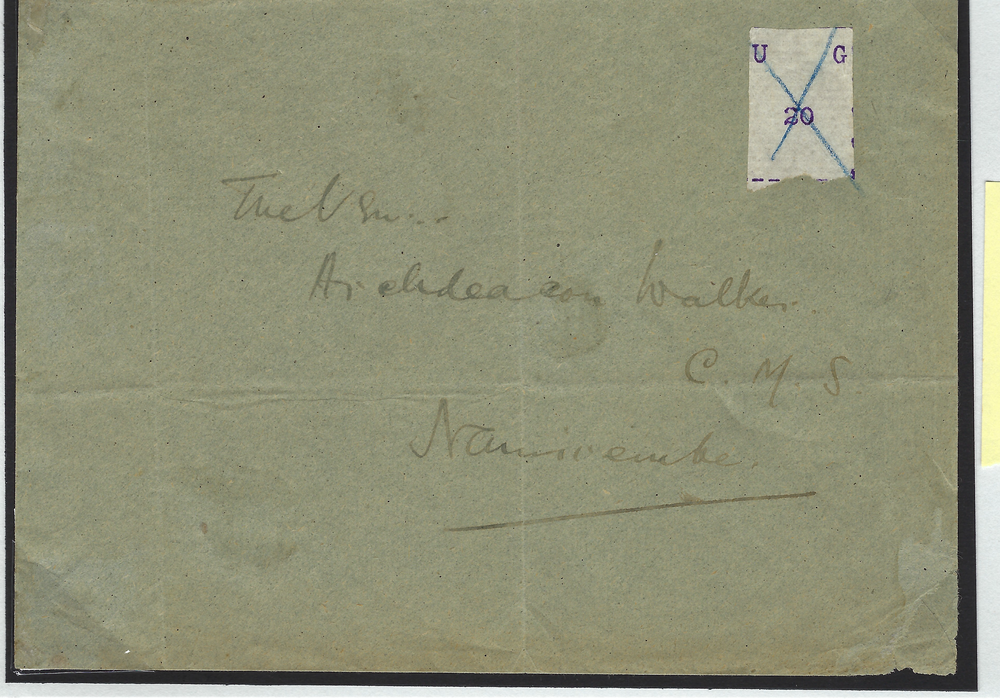 U G
20
The Ven...
Archdeacon Walker.
C. M. S
Namirembe.